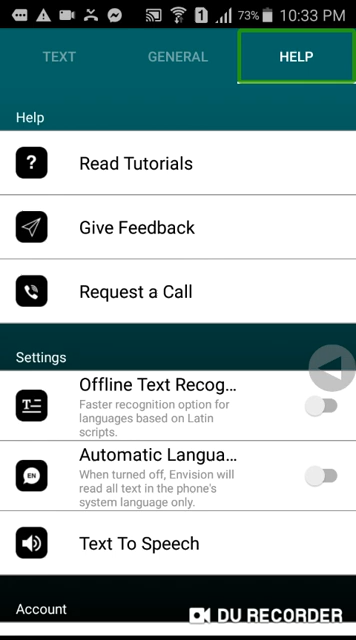 73% 10:33 PM
TEXT GENERAL HELP
Help
? Read Tutorials
Give Feedback
Request a Call
Settings
Offline Text Recog...
Faster recognition option for
languages based on Latin
scripts.
Automatic Langua...
EN
When turned off, Envision will
read all text in the phone's
system language only.
Text To Speech
Account
DU RECORDER